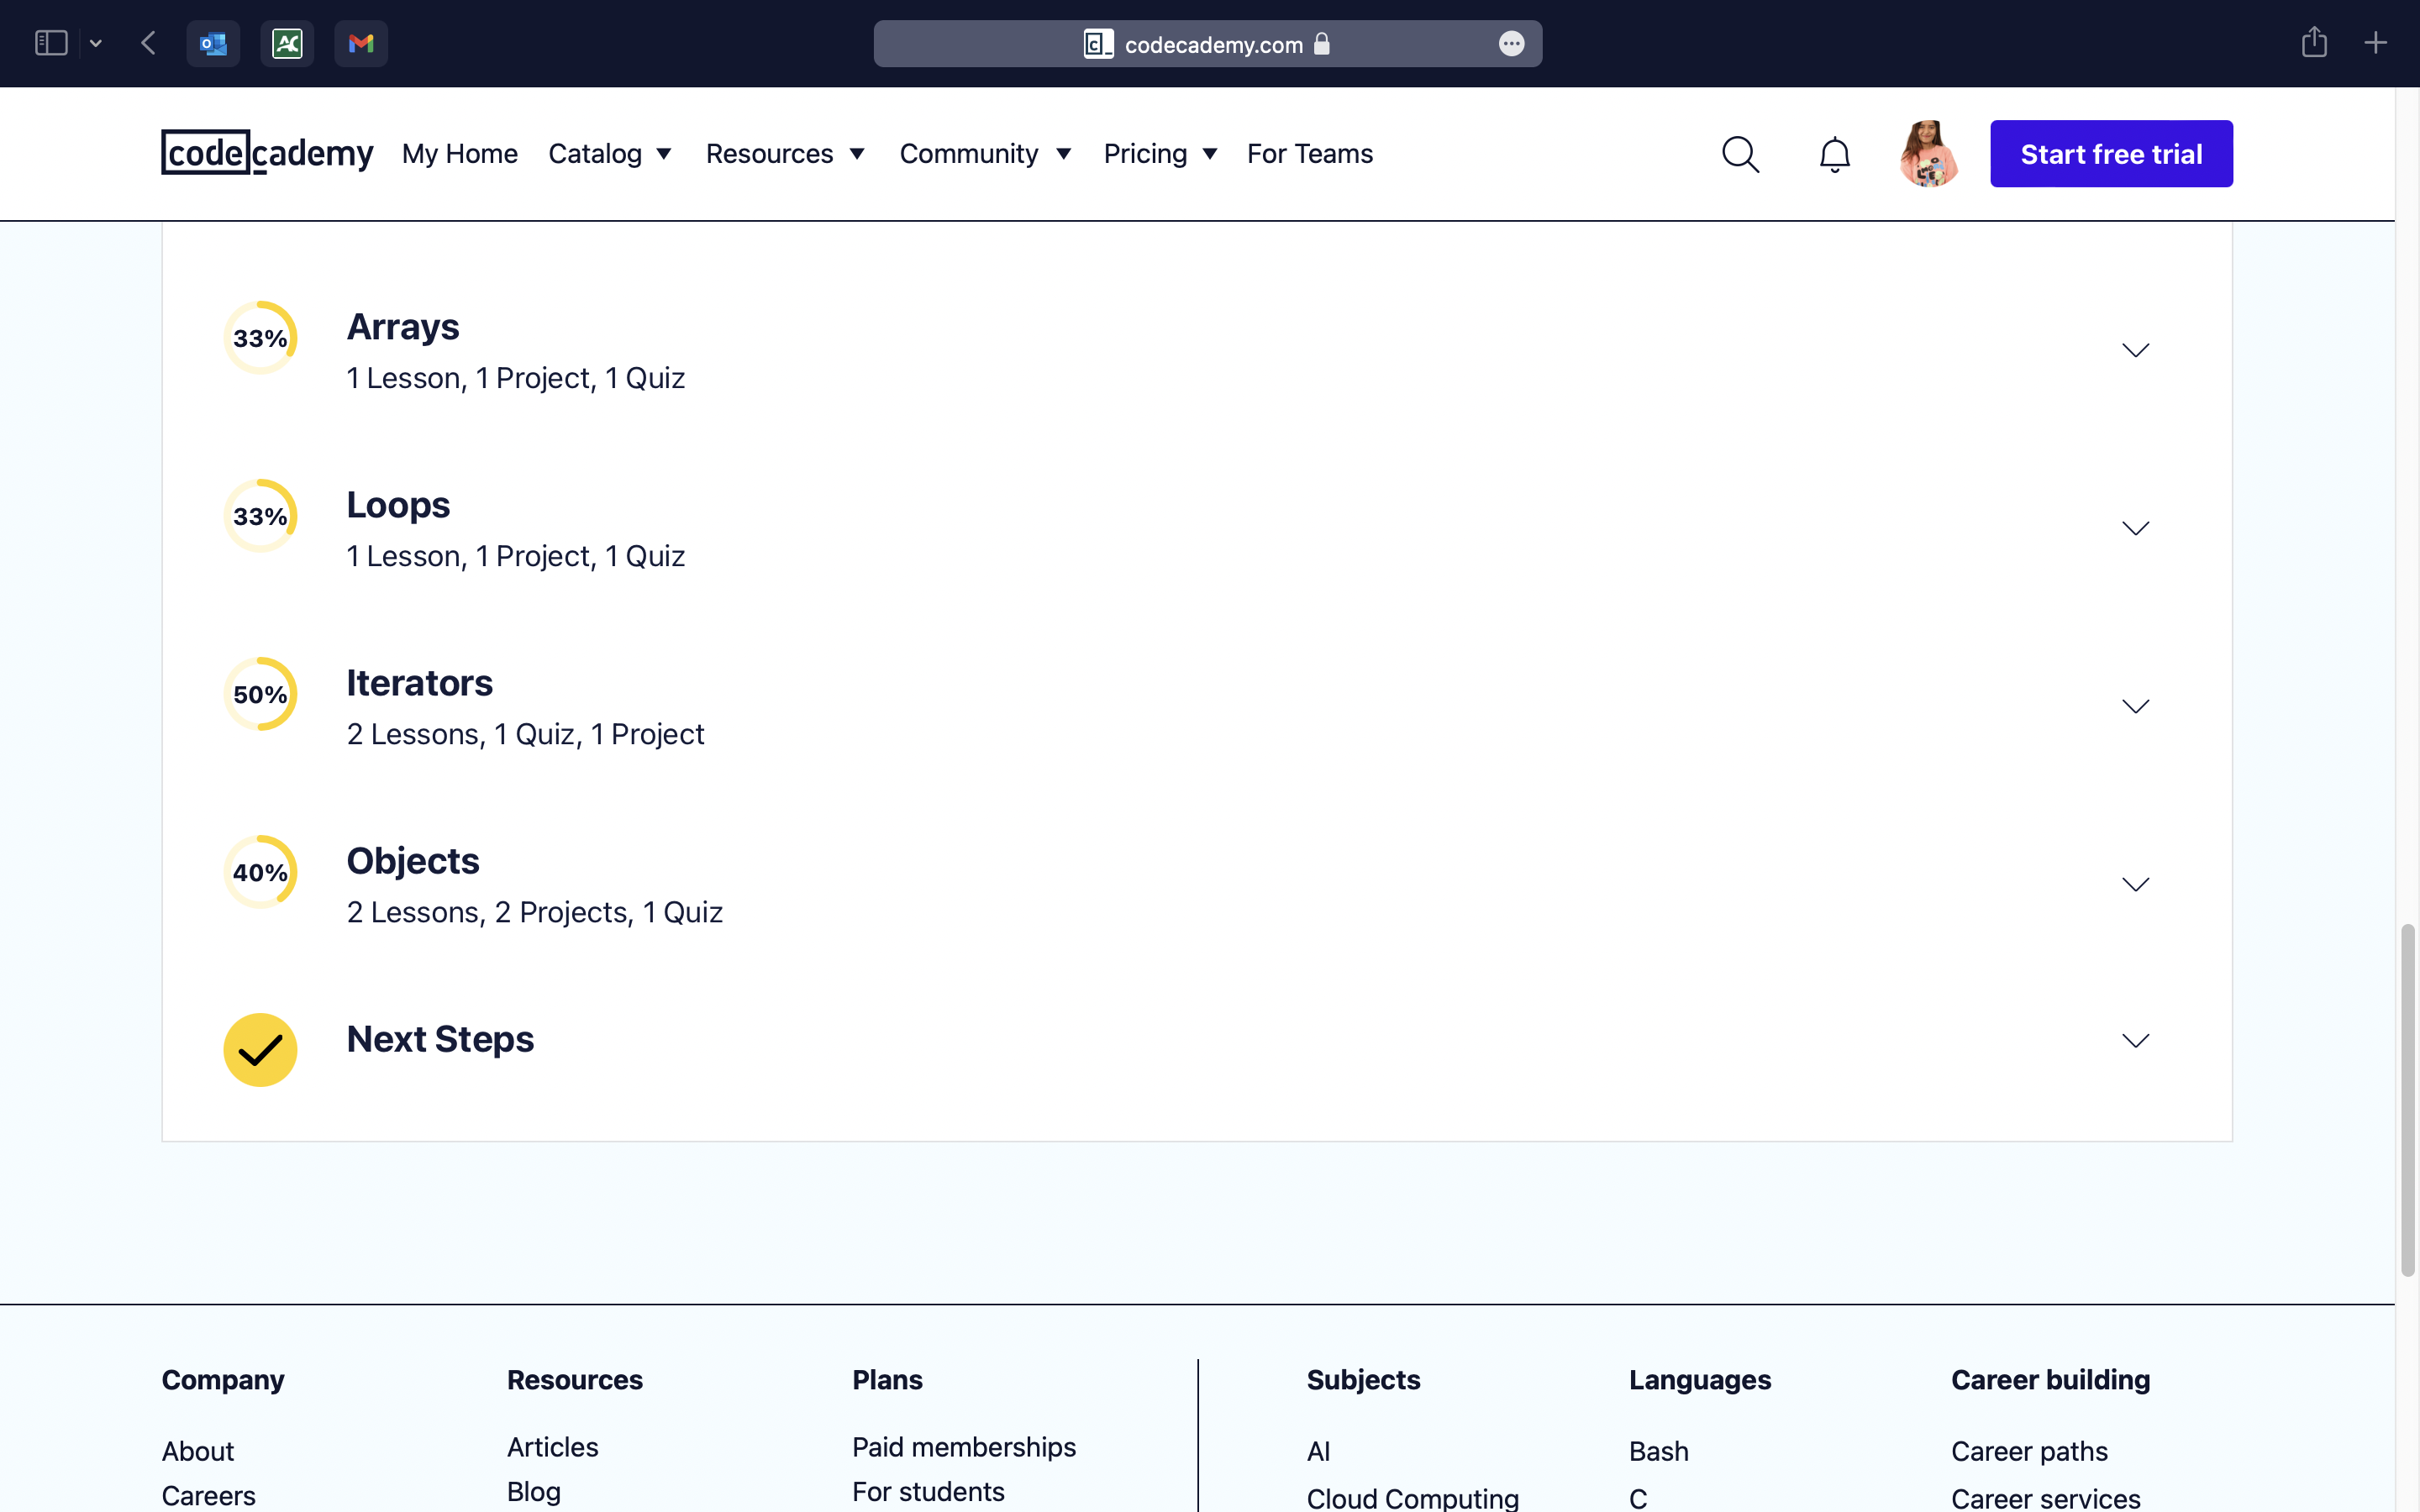 codecademy.com
codecademy My Home Catalog Resources Community Pricing For Teams Start free trial
33% Arrays
1 Lesson, 1 Project, 1 Quiz
33% Loops
1 Lesson, 1 Project, 1 Quiz
50% Iterators
2 Lessons, 1 Quiz, 1 Project
40% Objects
2 Lessons, 2 Projects, 1 Quiz
Next Steps
Company Resources Plans Subjects Languages Career building
About Articles Paid memberships AI Bash Career paths
Careers Blog For students Cloud Computing C Career services